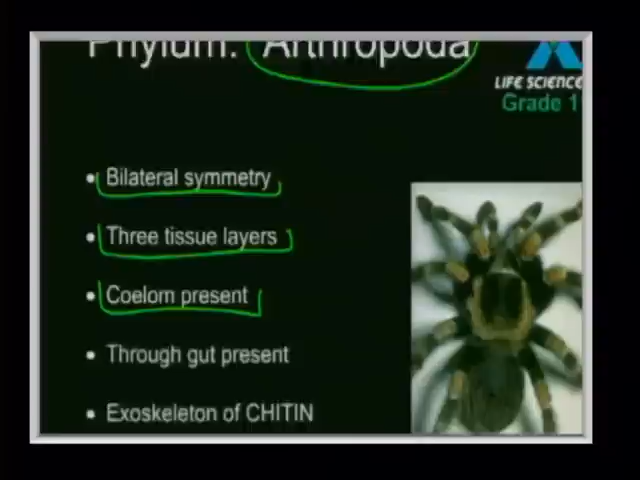 Phylum: Arthropoda
LIFE SCIENCE
Grade 1
• Bilateral symmetry
• Three tissue layers
• Coelom present
• Through gut present
• Exoskeleton of CHITIN